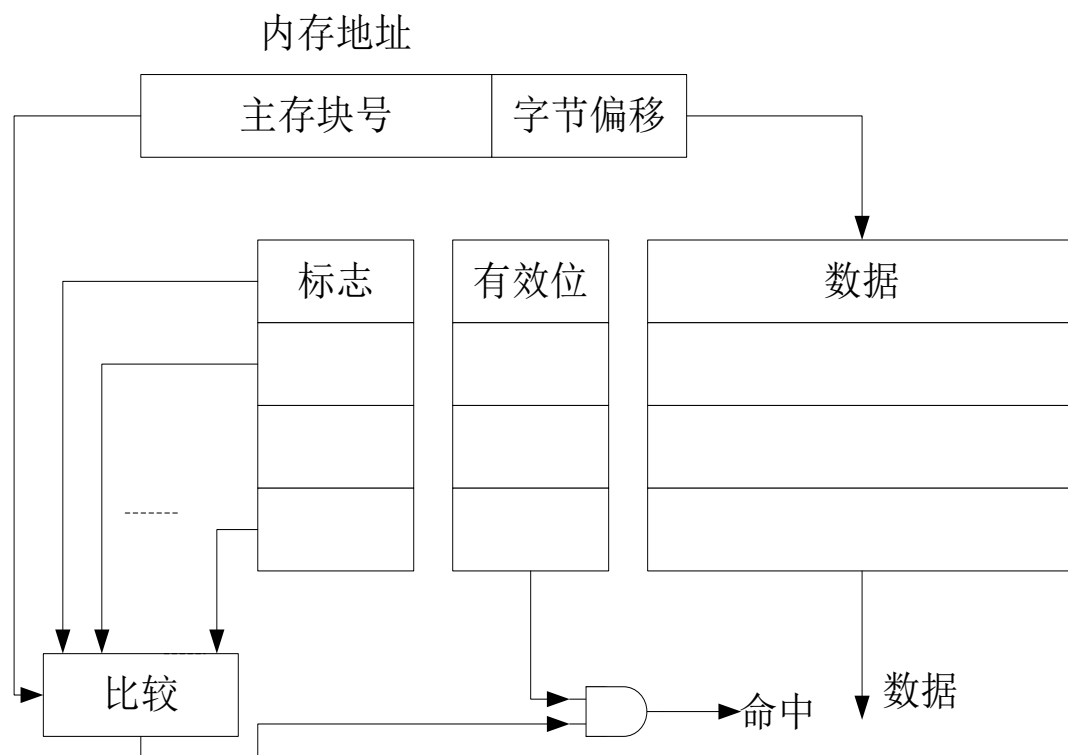 内存地址
主存块号 字节偏移
标志 有效位 数据
比较
命中 数据